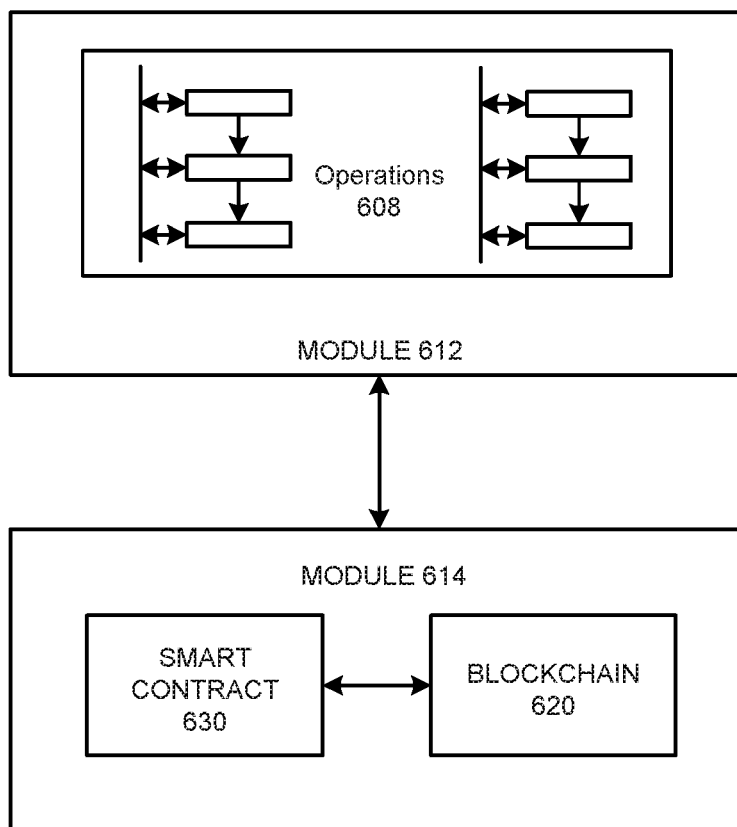 Operations
608
MODULE 612
MODULE 614
SMART
CONTRACT
630
BLOCKCHAIN
620